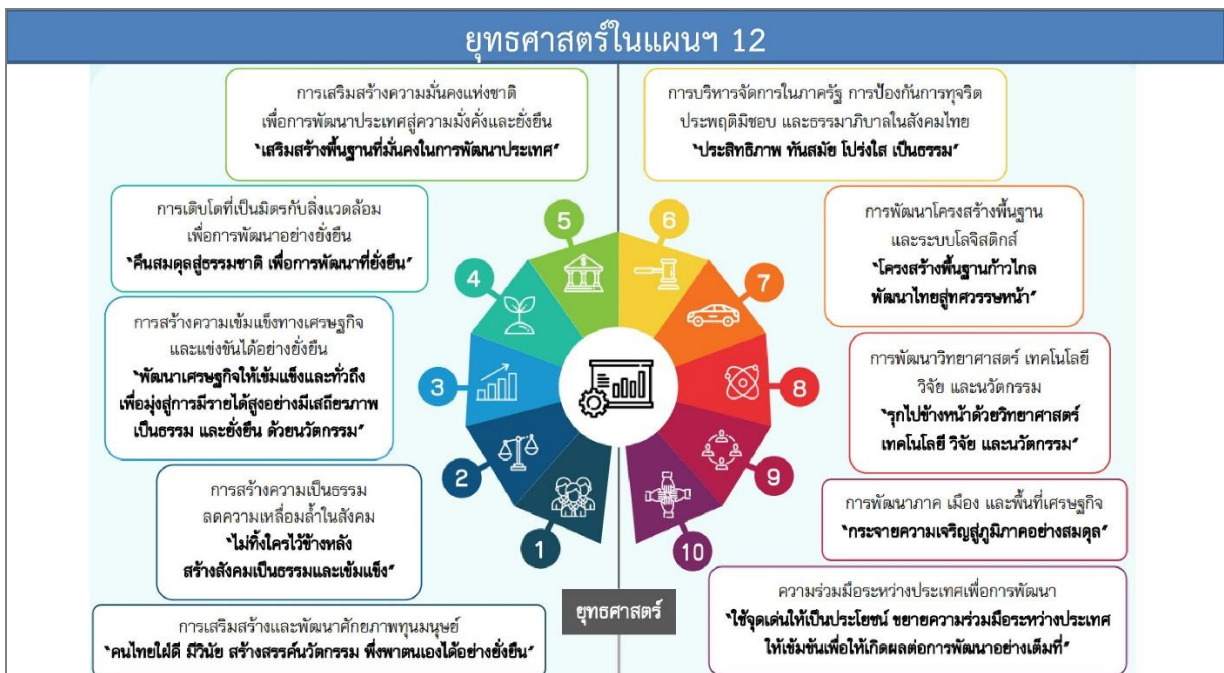 ยุทธศาสตร์ในแผนฯ 12
การเสริมสร้างความมั่นคงแห่งชาติ
เพื่อการพัฒนาประเทศสู่ความมั่งคั่งและยั่งยืน
"เสริมสร้างพื้นฐานที่มั่นคงในการพัฒนาประเทศ"
การเติบโตที่เป็นมิตรกับสิ่งแวดล้อม
เพื่อการพัฒนาอย่างยั่งยืน
"คืนสมดุลสู่ธรรมชาติ เพื่อการพัฒนาที่ยั่งยืน"
การสร้างความเข้มแข็งทางเศรษฐกิจ
และแข่งขันได้อย่างยั่งยืน
"พัฒนาเศรษฐกิจให้เข้มแข็งและทั่วถึง
เพื่อมุ่งสู่การมีรายได้สูงอย่างมีเสถียรภาพ
เป็นธรรม และยั่งยืน ด้วยนวัตกรรม"
การสร้างความเป็นธรรม
ลดความเหลื่อมล้ำในสังคม
"ไม่ทิ้งใครไว้ข้างหลัง
สร้างสังคมเป็นธรรมและเข้มแข็ง"
การเสริมสร้างและพัฒนาศักยภาพทุนมนุษย์
"คนไทยใฝ่ดี มีวินัย สร้างสรรค์นวัตกรรม พึ่งพาตนเองได้อย่างยั่งยืน"
5
4
3
2
1
6
7
8
9
10
ยุทธศาสตร์
การบริหารจัดการในภาครัฐ การป้องกันการทุจริต
ประพฤติมิชอบ และธรรมาภิบาลในสังคมไทย
"ประสิทธิภาพ ทันสมัย โปร่งใส เป็นธรรม"
การพัฒนาโครงสร้างพื้นฐาน
และระบบโลจิสติกส์
"โครงสร้างพื้นฐานก้าวไกล
พัฒนาไทยสู่ทศวรรษหน้า"
การพัฒนาวิทยาศาสตร์ เทคโนโลยี
วิจัย และนวัตกรรม
"รุกไปข้างหน้าด้วยวิทยาศาสตร์
เทคโนโลยี วิจัย และนวัตกรรม"
การพัฒนาภาค เมือง และพื้นที่เศรษฐกิจ
"กระจายความเจริญสู่ภูมิภาคอย่างสมดุล"
ความร่วมมือระหว่างประเทศเพื่อการพัฒนา
"ใช้จุดเด่นให้เป็นประโยชน์ ขยายความร่วมมือระหว่างประเทศ
ให้เข้มข้นเพื่อให้เกิดผลต่อการพัฒนาอย่างเต็มที่"